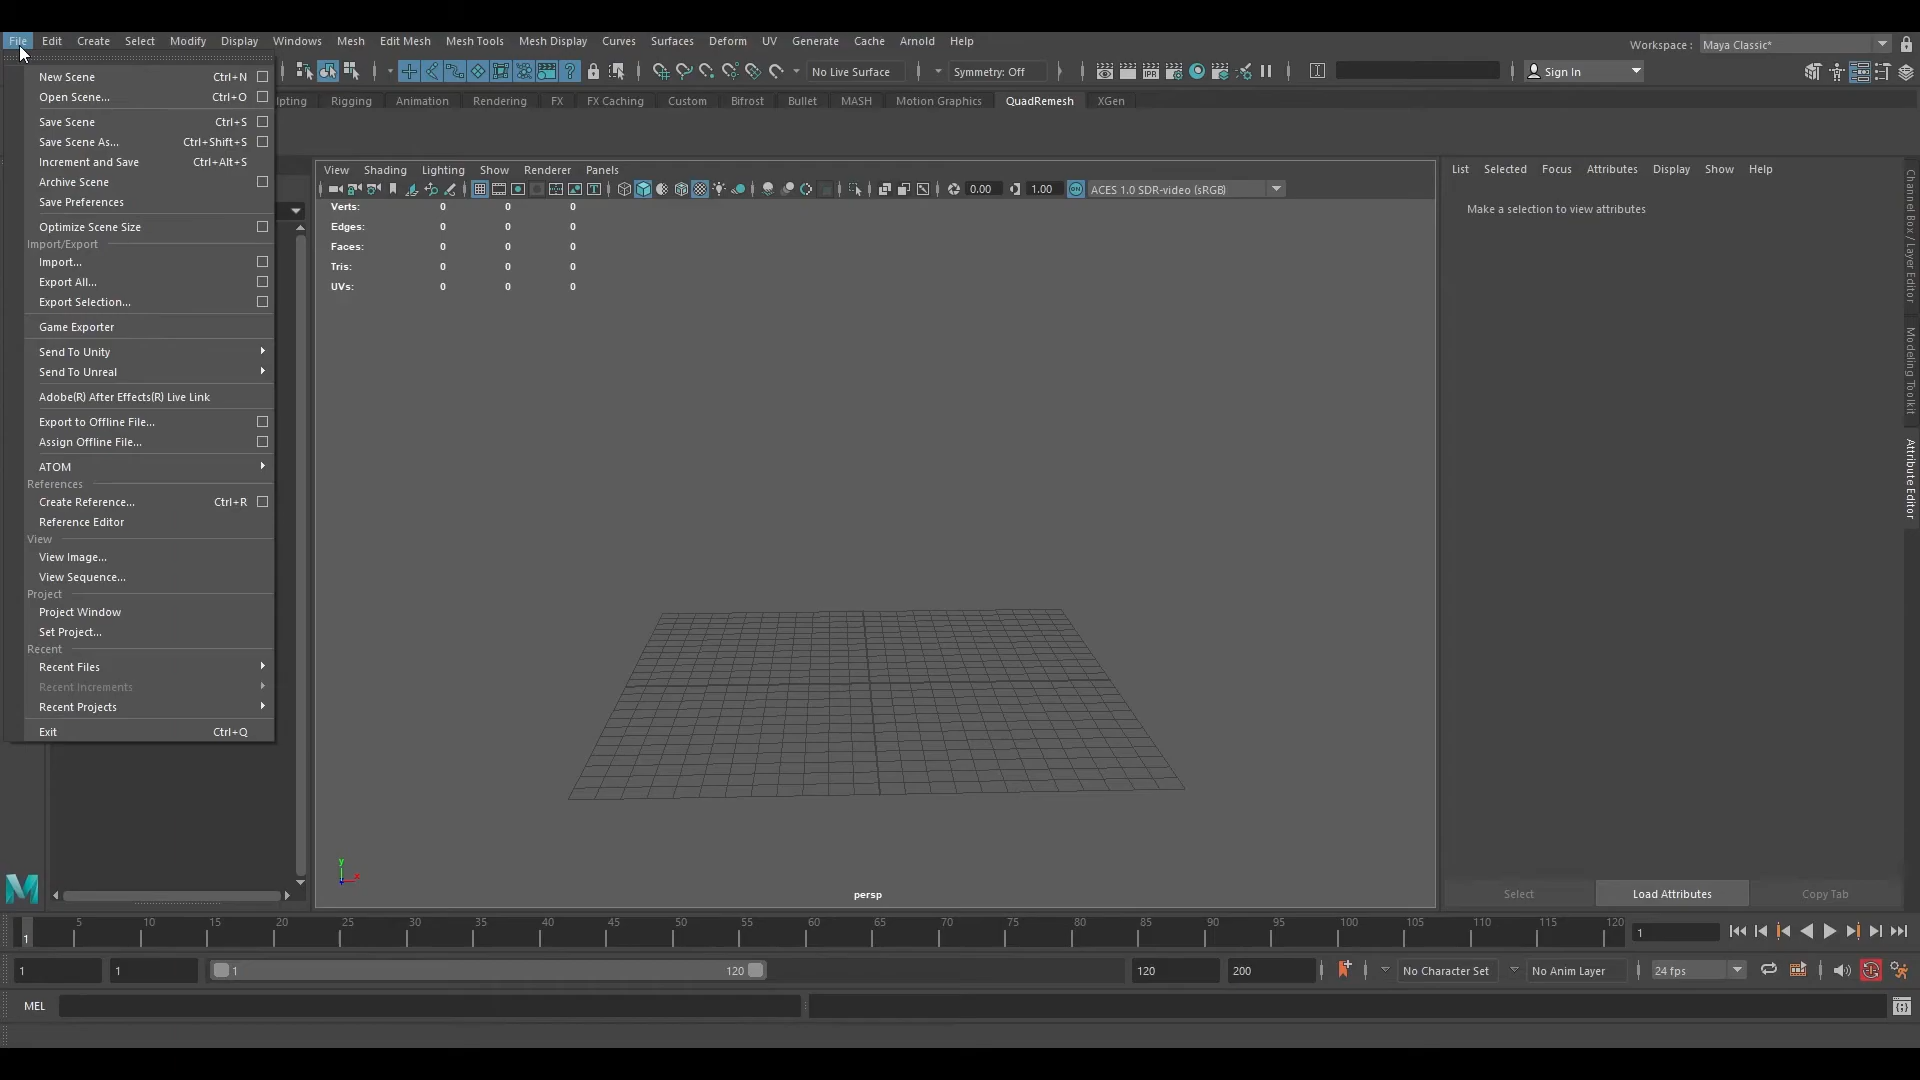 File Edit Create Select Modify Display Windows Mesh Edit Mesh Mesh Tools Mesh Display Curves Surfaces Deform UV Generate Cache Arnold Help
Workspace : Maya Classic*
No Live Surface Symmetry: Off Sign In
lpting Rigging Animation Rendering FX FX Caching Custom Bifrost Bullet MASH Motion Graphics QuadRemesh XGen
New Scene Ctrl+N
Open Scene... Ctrl+O
Save Scene Ctrl+S
Save Scene As... Ctrl+Shift+S
Increment and Save Ctrl+Alt+S
Archive Scene
Save Preferences
Optimize Scene Size
Import/Export
Import...
Export All...
Export Selection...
Game Exporter
Send To Unity
Send To Unreal
Adobe(R) After Effects(R) Live Link
Export to Offline File...
Assign Offline File...
ATOM
References
Create Reference... Ctrl+R
Reference Editor
View
View Image...
View Sequence...
Project
Project Window
Set Project...
Recent
Recent Files
Recent Increments
Recent Projects
Exit Ctrl+Q
View Shading Lighting Show Renderer Panels
0.00 1.00 ACES 1.0 SDR-video (sRGB)
Verts: 0 0 0
Edges: 0 0 0
Faces: 0 0 0
Tris: 0 0 0
UVs: 0 0 0
y
x
persp
List Selected Focus Attributes Display Show Help
Make a selection to view attributes
Channel Box / Layer Editor
Modeling Toolkit
Attribute Editor
Select Load Attributes Copy Tab
1 5 10 15 20 25 30 35 40 45 50 55 60 65 70 75 80 85 90 95 100 105 110 115 120 1
1 1 1 120 120 200 No Character Set No Anim Layer 24 fps
MEL